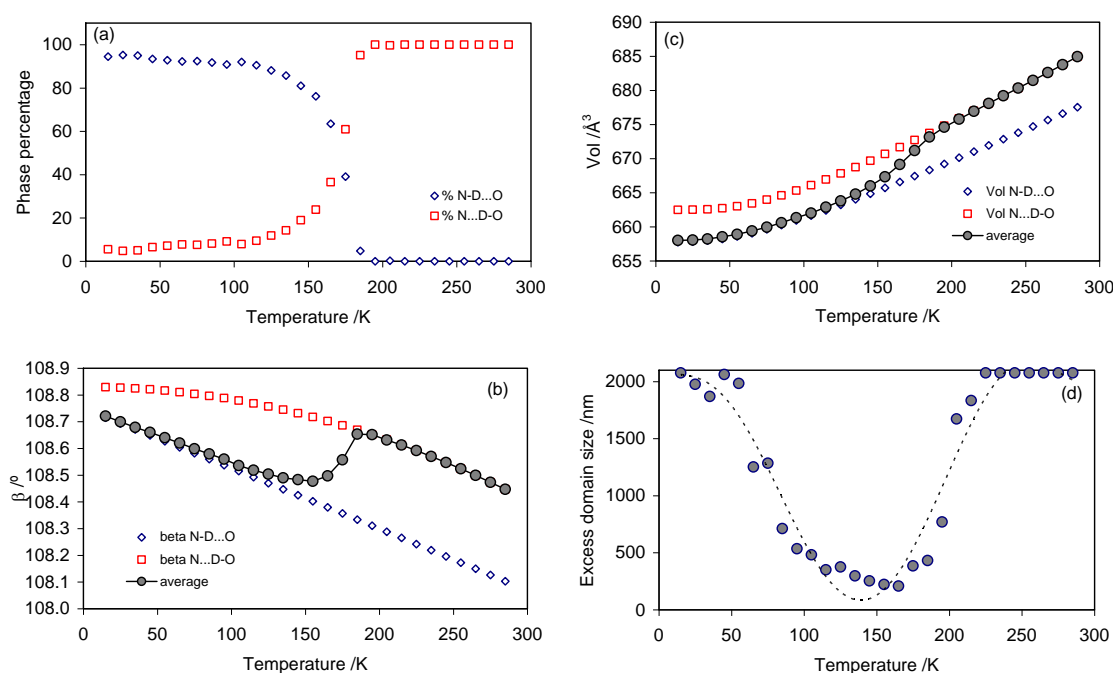 (a)
100
80
60
40
20
0
Phase percentage
% N-D...O
% N...D-O
0 50 100 150 200 250 300
Temperature /K
(c)
690
685
680
675
670
665
660
655
Vol /Å³
Vol N-D...O
Vol N...D-O
average
0 50 100 150 200 250 300
Temperature /K
(b)
108.9
108.8
108.7
108.6
108.5
108.4
108.3
108.2
108.1
108.0
β /º
beta N-D...O
beta N...D-O
average
0 50 100 150 200 250 300
Temperature /K
(d)
2000
1500
1000
500
0
Excess domain size /nm
0 50 100 150 200 250 300
Temperature /K